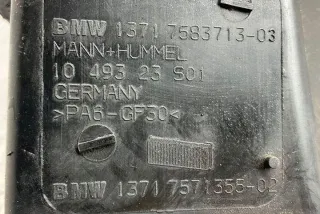 BMW 1371 7583713-03
MANN+HUMMEL
10 493 23 S01
GERMANY
>PA6-GF30<
BMW 1371 7571355-02